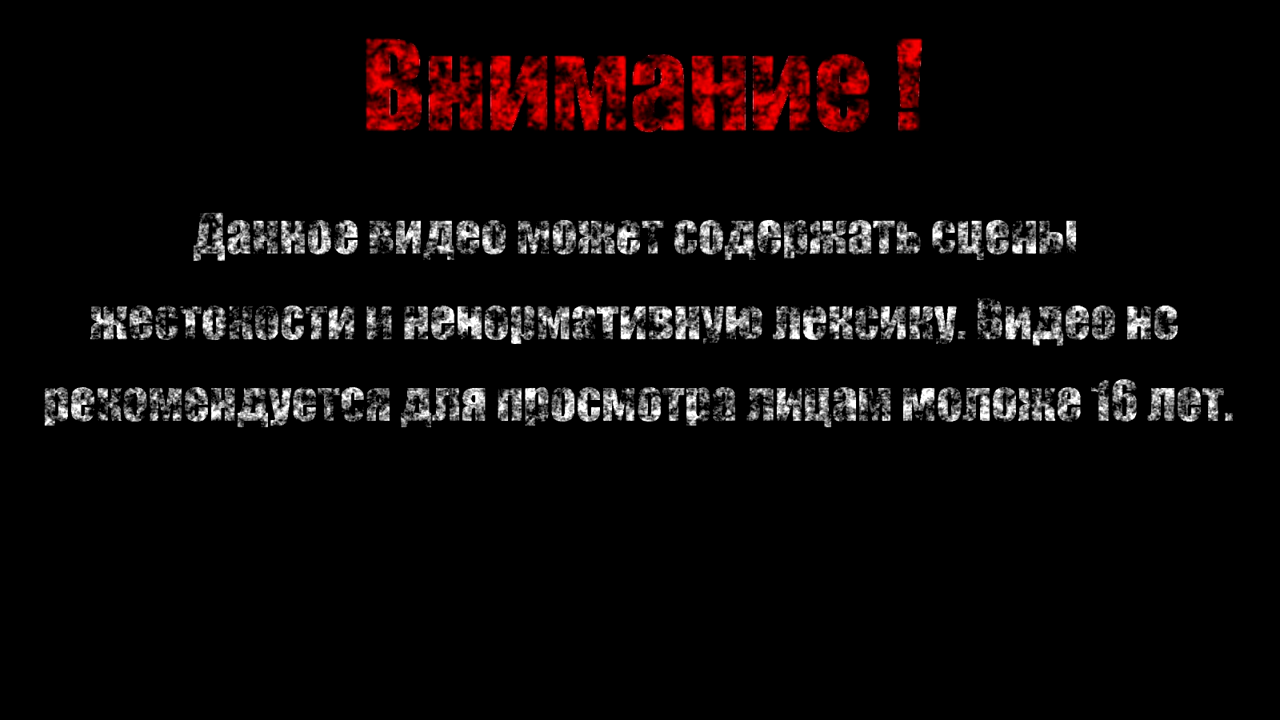 Внимание !
Данное видео может содержать сцены
жестокости и ненормативную лексику. Видео не
рекомендуется для просмотра лицам моложе 16 лет.